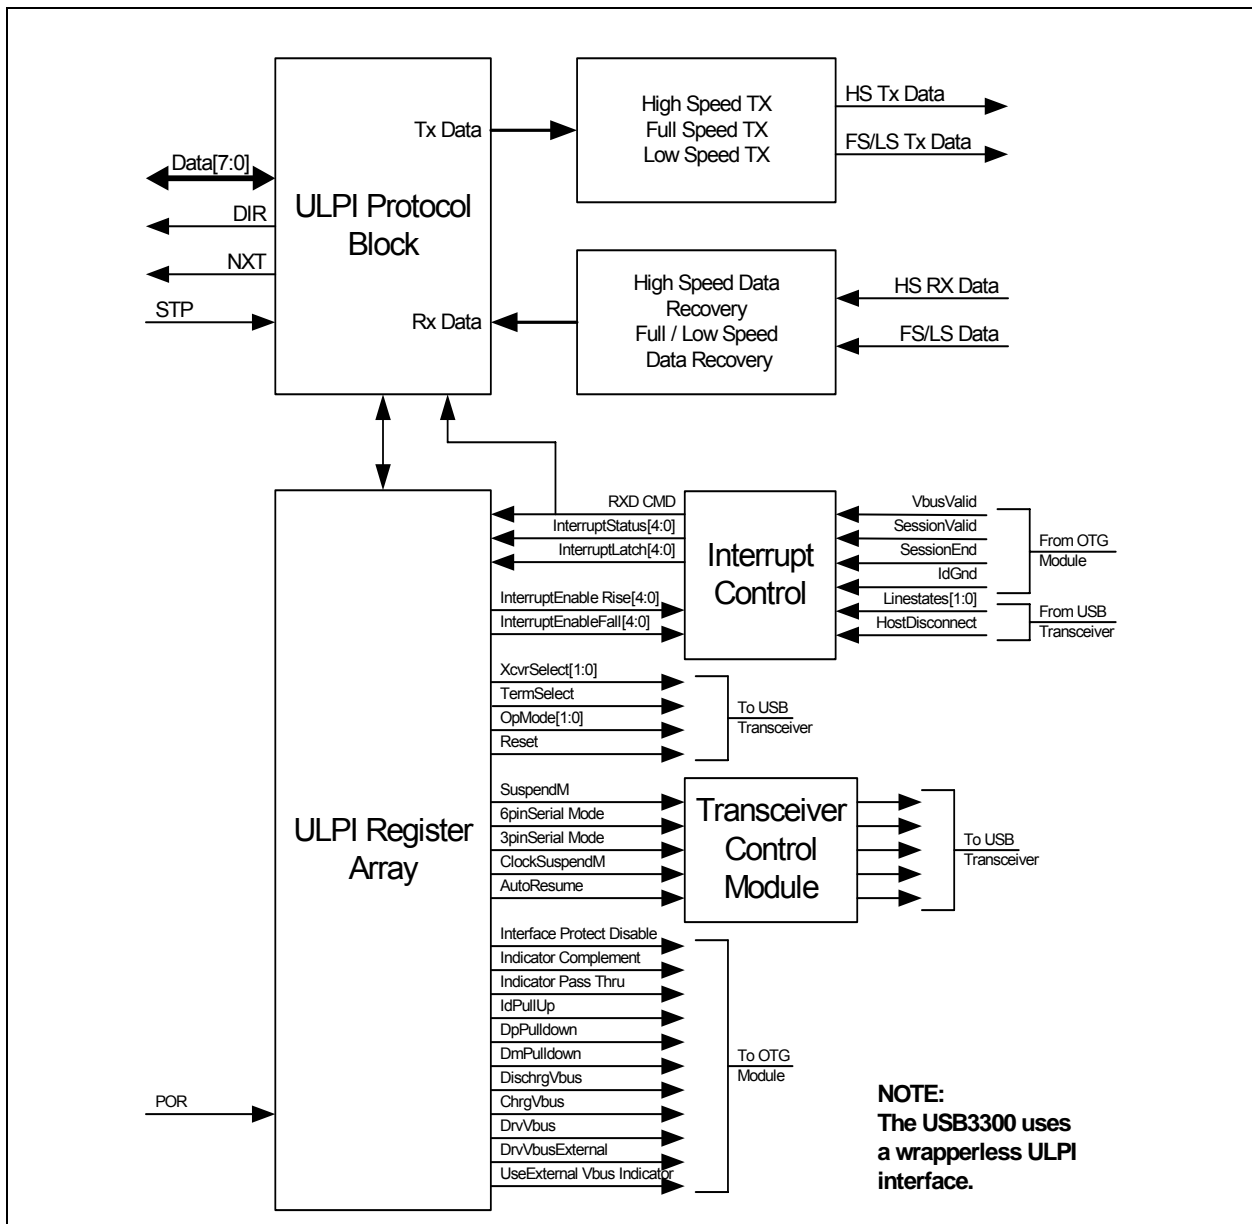 Data[7:0]
DIR
NXT
STP
ULPI Protocol
Block
Tx Data
Rx Data
High Speed TX
Full Speed TX
Low Speed TX
HS Tx Data
FS/LS Tx Data
High Speed Data
Recovery
Full / Low Speed
Data Recovery
HS RX Data
FS/LS Data
RXD CMD
InterruptStatus[4:0]
InterruptLatch[4:0]
InterruptEnable Rise[4:0]
InterruptEnableFall[4:0]
Interrupt
Control
VbusValid
SessionValid
SessionEnd
IdGnd
Linestates[1:0]
HostDisconnect
From OTG
Module
From USB
Transceiver
XcvrSelect[1:0]
TermSelect
OpMode[1:0]
Reset
To USB
Transceiver
ULPI Register
Array
SuspendM
6pinSerial Mode
3pinSerial Mode
ClockSuspendM
AutoResume
Transceiver
Control
Module
To USB
Transceiver
Interface Protect Disable
Indicator Complement
Indicator Pass Thru
IdPullUp
DpPulldown
DmPulldown
DischrgVbus
ChrgVbus
DrvVbus
DrvVbusExternal
UseExternal Vbus Indicator
To OTG
Module
POR
NOTE:
The USB3300 uses
a wrapperless ULPI
interface.